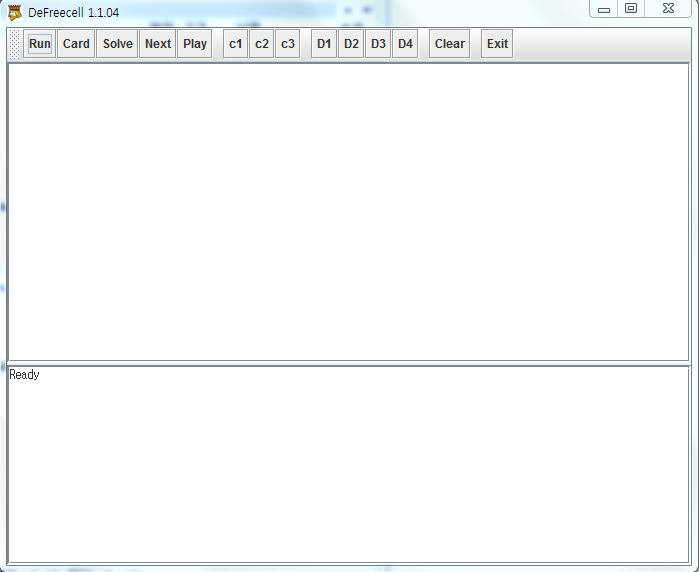 DeFreecell 1.1.04
Run Card Solve Next Play c1 c2 c3 D1 D2 D3 D4 Clear Exit
Ready